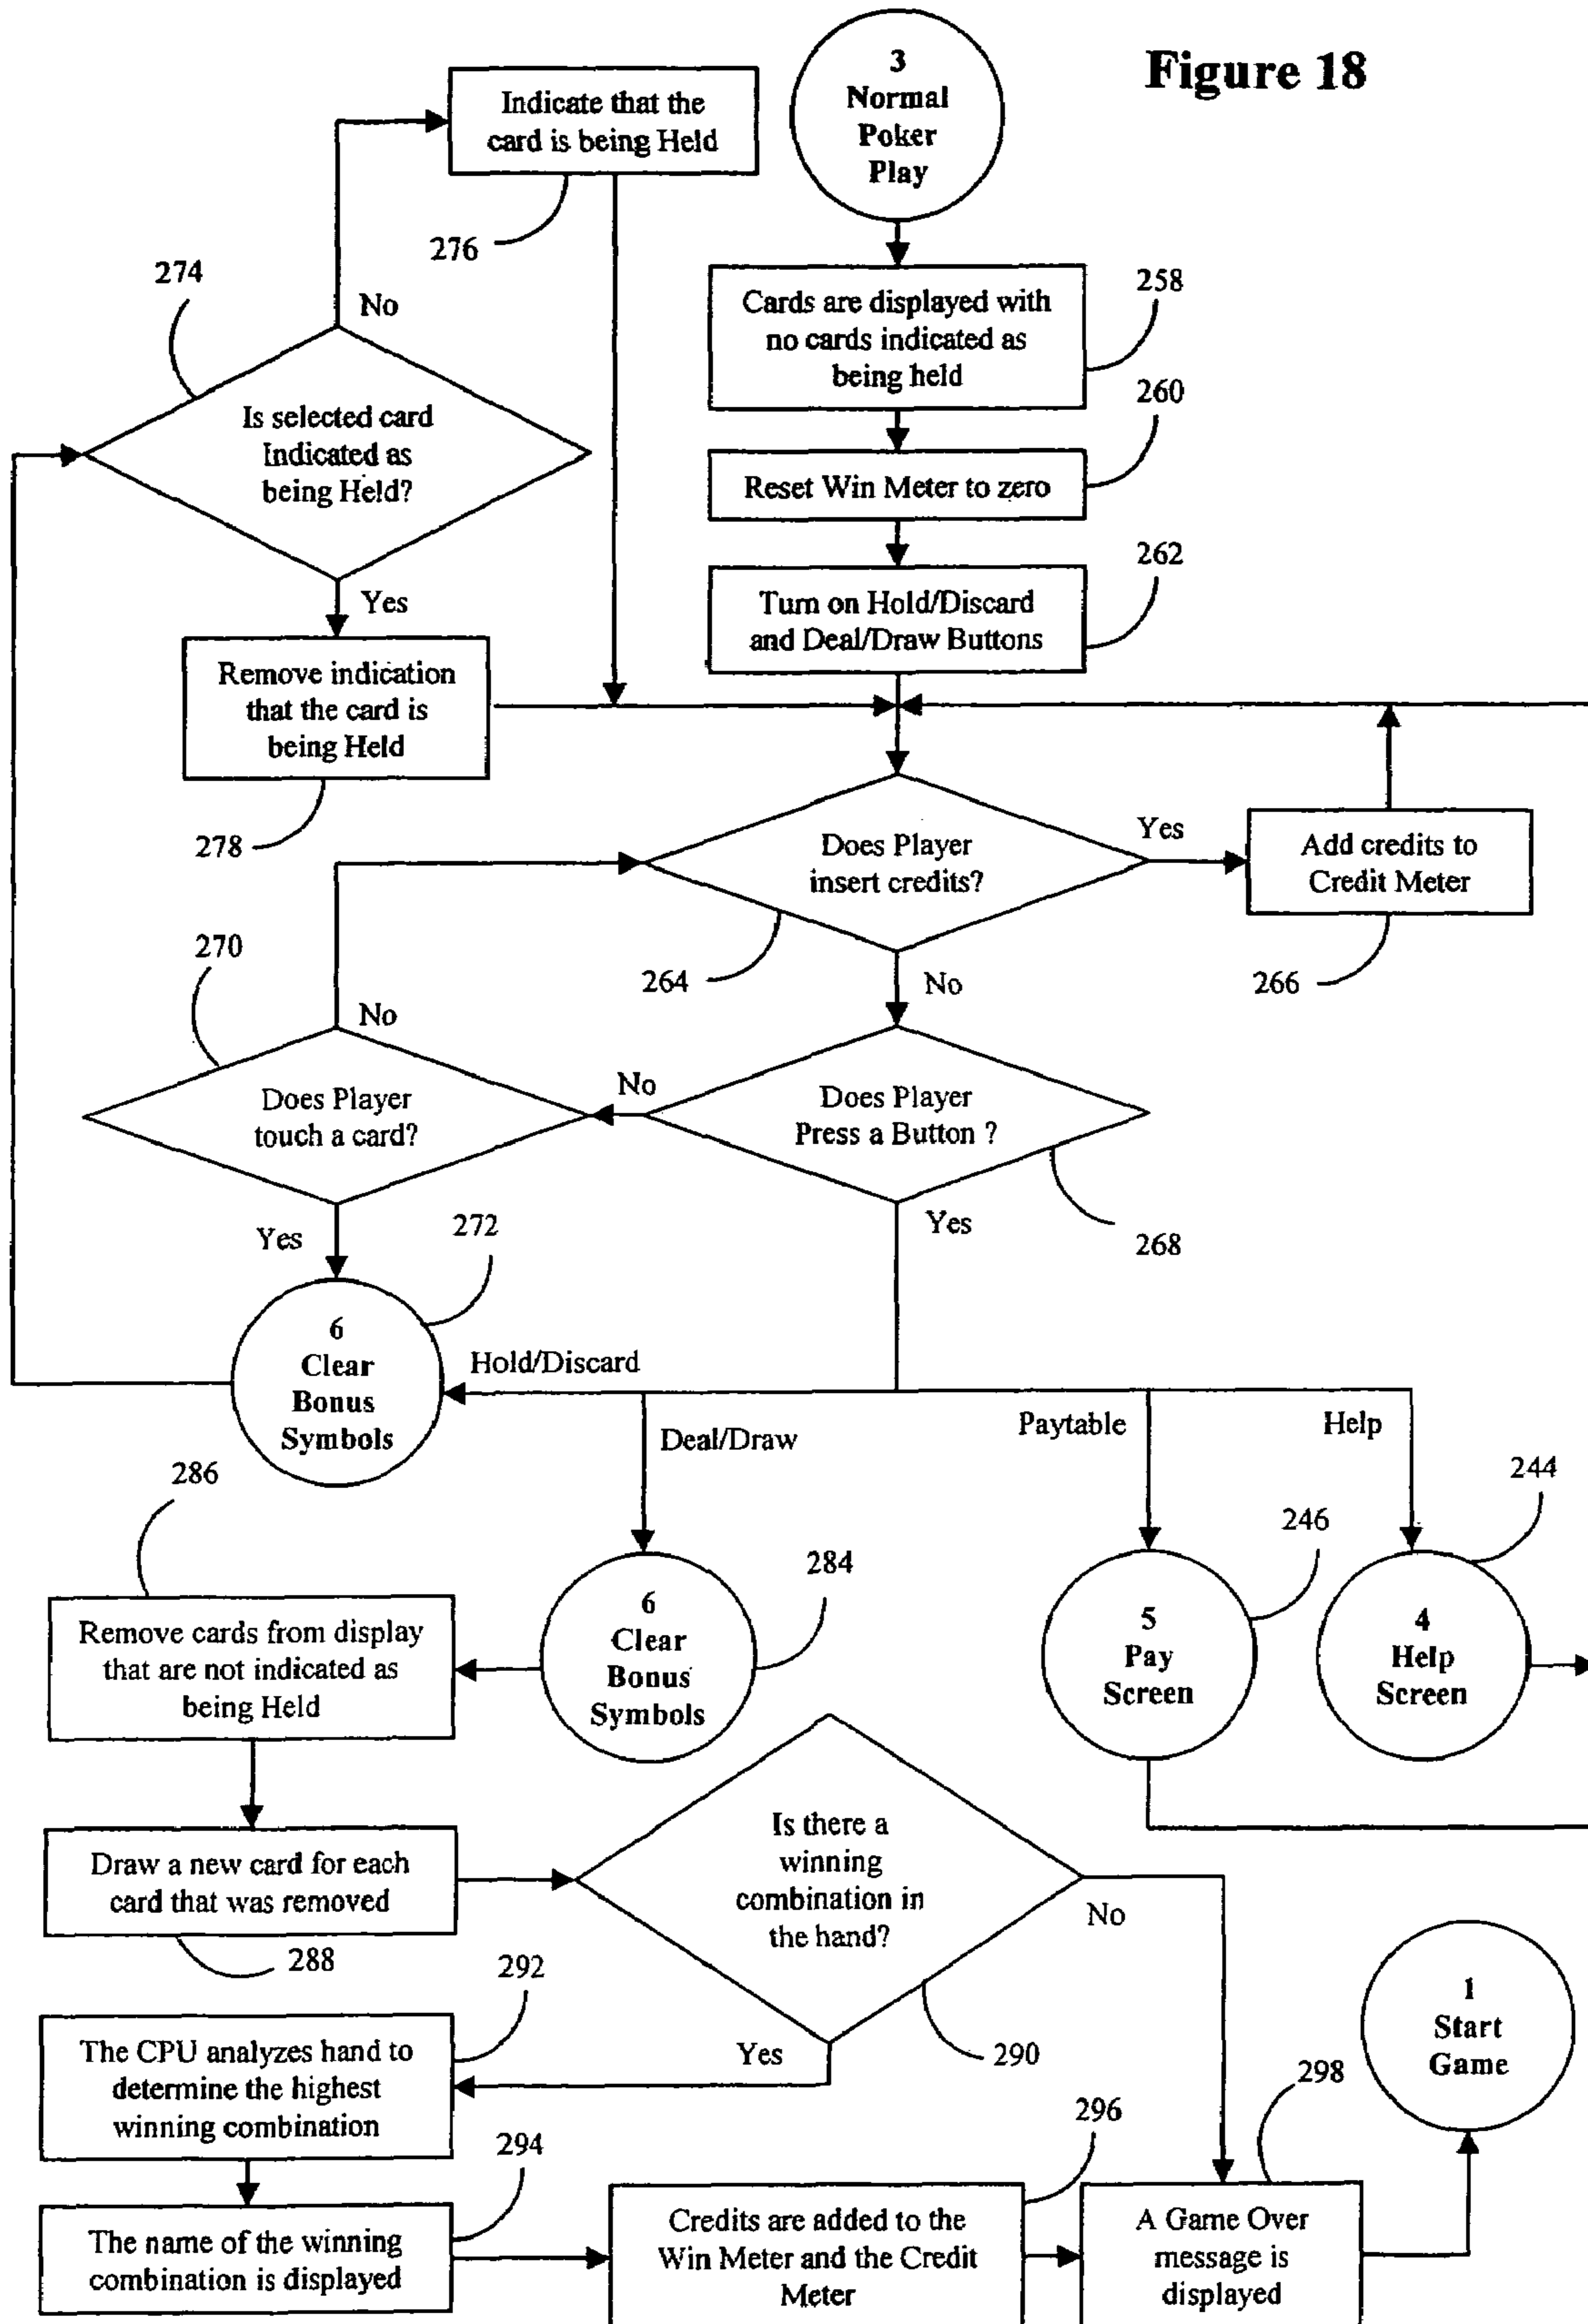 Figure 18
3
Normal
Poker
Play
Indicate that the
card is being Held
276
274
No
Cards are displayed with
no cards indicated as
being held
258
Is selected card
Indicated as
being Held?
260
Reset Win Meter to zero
262
Yes
Turn on Hold/Discard
and Deal/Draw Buttons
Remove indication
that the card is
being Held
278
Does Player
insert credits?
Yes
Add credits to
Credit Meter
270
264
No
266
No
Does Player
touch a card?
No
Does Player
Press a Button ?
Yes
272
Yes
268
6
Clear
Bonus
Symbols
Hold/Discard
Deal/Draw
Paytable
Help
286
284
246
244
Remove cards from display
that are not indicated as
being Held
6
Clear
Bonus
Symbols
5
Pay
Screen
4
Help
Screen
Draw a new card for each
card that was removed
288
Is there a
winning
combination in
the hand?
No
292
Yes
290
1
Start
Game
The CPU analyzes hand to
determine the highest
winning combination
294
296
298
The name of the winning
combination is displayed
Credits are added to the
Win Meter and the Credit
Meter
A Game Over
message is
displayed